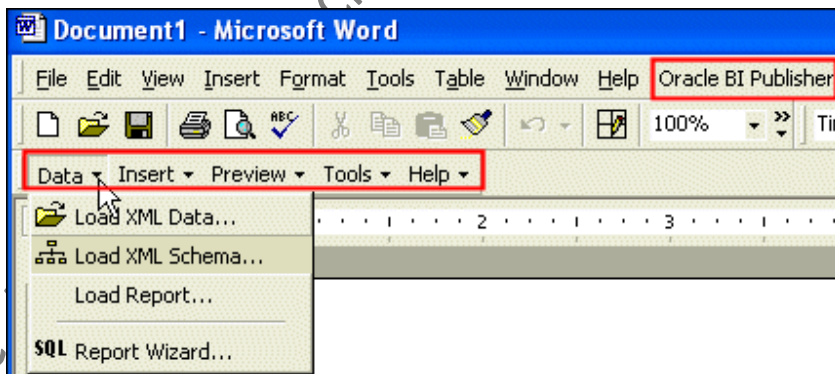 Document1 - Microsoft Word
File Edit View Insert Format Tools Table Window Help Oracle BI Publisher
ABC 100%
Data Insert Preview Tools Help
Load XML Data...
2 3
Load XML Schema...
Load Report...
SQL Report Wizard...